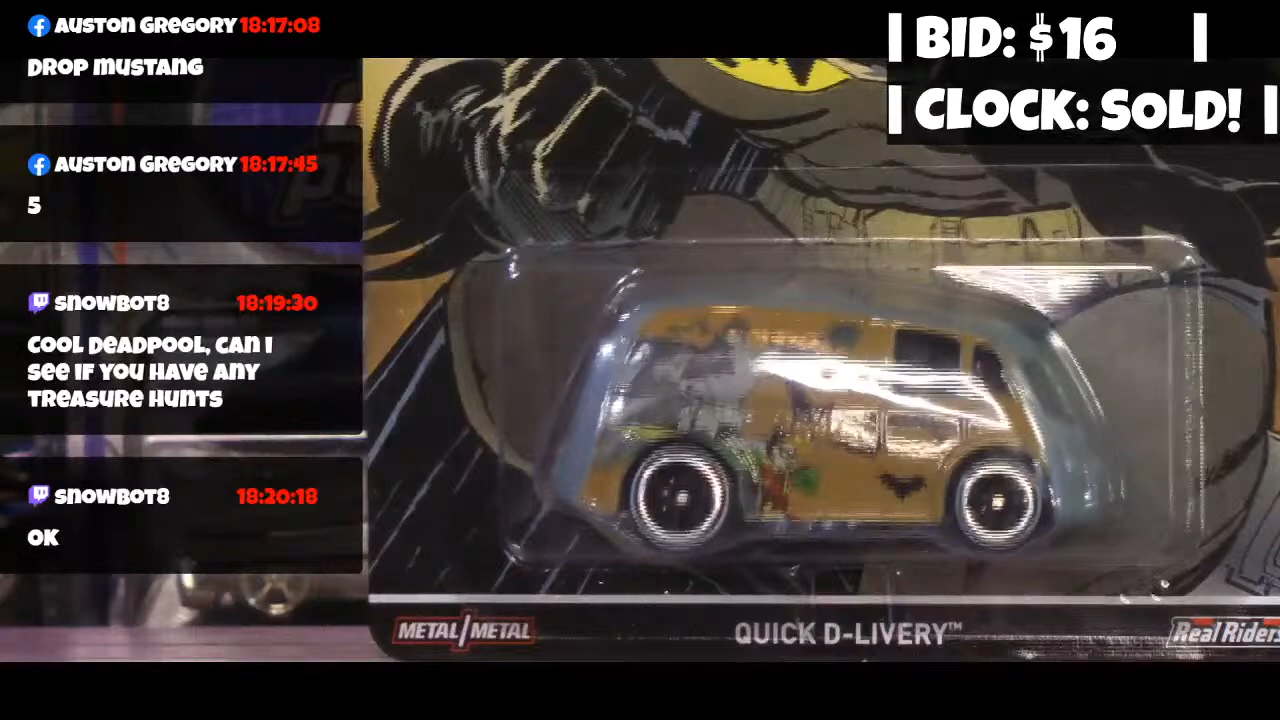 Auston Gregory 18:17:08
DROP MUSTANG
Auston Gregory 18:17:45
5
snowbot8 18:19:30
COOL DEADPOOL, CAN I
SEE IF YOU HAVE ANY
TREASURE HUNTS
snowbot8 18:20:18
OK
| BID: $16 |
| CLOCK: SOLD! |
METAL/METAL
QUICK D-LIVERY™
Real Riders